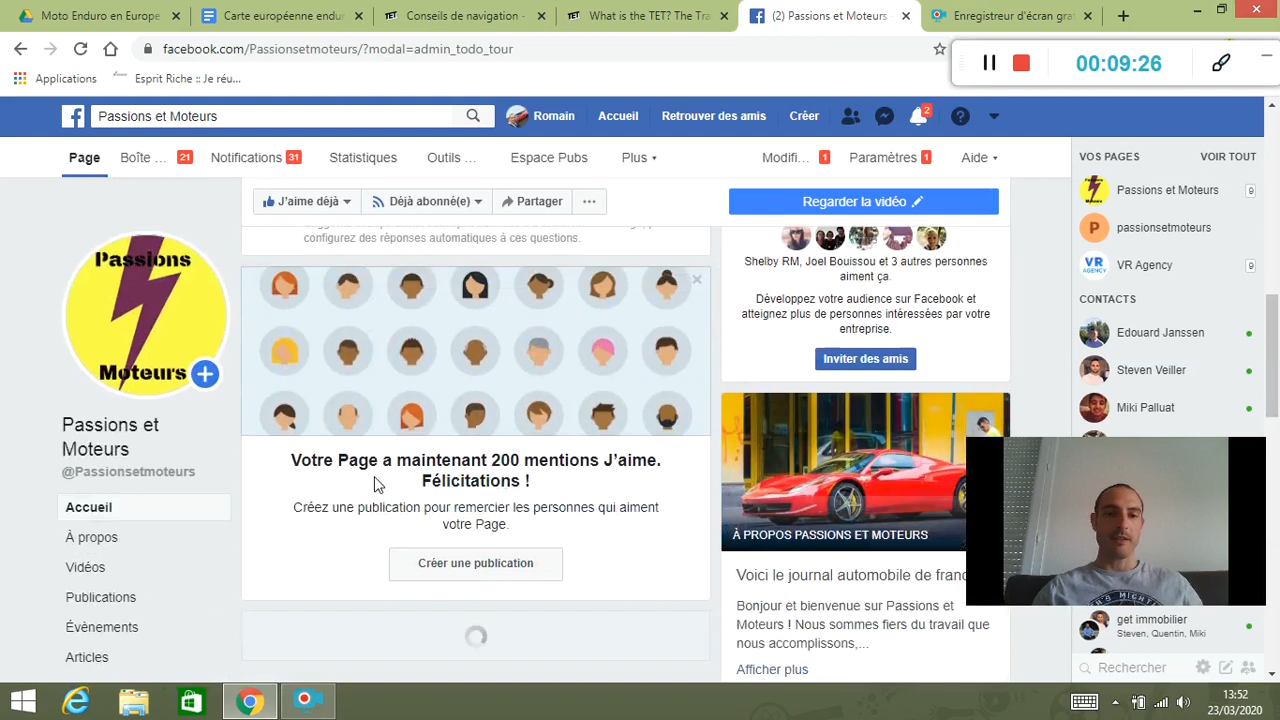 Moto Enduro en Europe
Carte européenne endu
TET Conseils de navigation -
TET What is the TET? The Tra
(2) Passions et Moteurs -
Enregistreur d'écran grat
facebook.com/Passionsetmoteurs/?modal=admin_todo_tour
00:09:26
Applications
Esprit Riche :: Je réu...
Passions et Moteurs
Romain
Accueil
Retrouver des amis
Créer
2
Page
Boîte ...
21
Notifications
31
Statistiques
Outils ...
Espace Pubs
Plus
Modifi...
1
Paramètres
1
Aide
VOS PAGES
VOIR TOUT
J'aime déjà
Déjà abonné(e)
Partager
Regarder la vidéo
Passions et Moteurs
9
P
passionsetmoteurs
VR AGENCY
VR Agency
9
CONTACTS
Edouard Janssen
Steven Veiller
Miki Palluat
configurez des réponses automatiques à ces questions.
Passions
Moteurs
Passions et
Moteurs
@Passionsetmoteurs
Accueil
À propos
Vidéos
Publications
Évènements
Articles
Votre Page a maintenant 200 mentions J'aime.
Félicitations !
Créez une publication pour remercier les personnes qui aiment
votre Page.
Créer une publication
Shelby RM, Joel Bouissou et 3 autres personnes
aiment ça.
Développez votre audience sur Facebook et
atteignez plus de personnes intéressées par votre
entreprise.
Inviter des amis
À PROPOS PASSIONS ET MOTEURS
Voici le journal automobile de franc
Bonjour et bienvenue sur Passions et
Moteurs ! Nous sommes fiers du travail que
nous accomplissons,...
Afficher plus
get immobilier
Steven, Quentin, Miki
Rechercher
13:52
23/03/2020